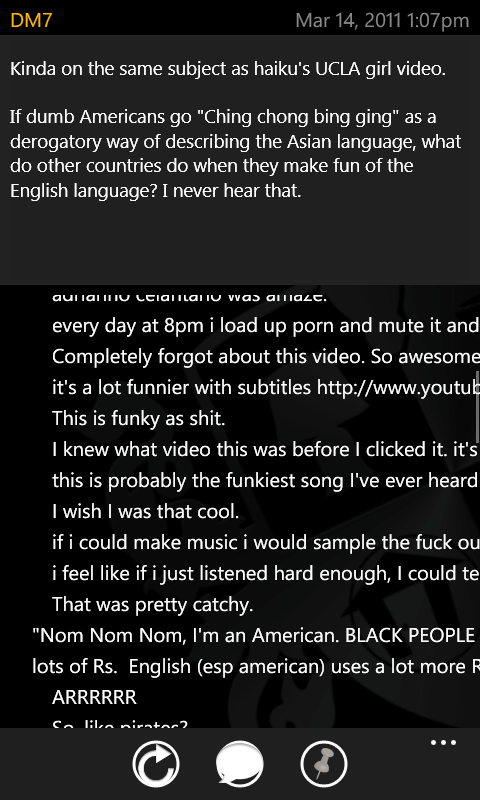 DM7 Mar 14, 2011 1:07pm
Kinda on the same subject as haiku's UCLA girl video.
If dumb Americans go "Ching chong bing ging" as a
derogatory way of describing the Asian language, what
do other countries do when they make fun of the
English language? I never hear that.
adrianno celantano was amaze.
every day at 8pm i load up porn and mute it and
Completely forgot about this video. So awesome
it's a lot funnier with subtitles http://www.youtub
This is funky as shit.
I knew what video this was before I clicked it. it's
this is probably the funkiest song I've ever heard
I wish I was that cool.
if i could make music i would sample the fuck ou
i feel like if i just listened hard enough, I could te
That was pretty catchy.
"Nom Nom Nom, I'm an American. BLACK PEOPLE
lots of Rs.  English (esp american) uses a lot more R
ARRRRRR
So, like pirates?